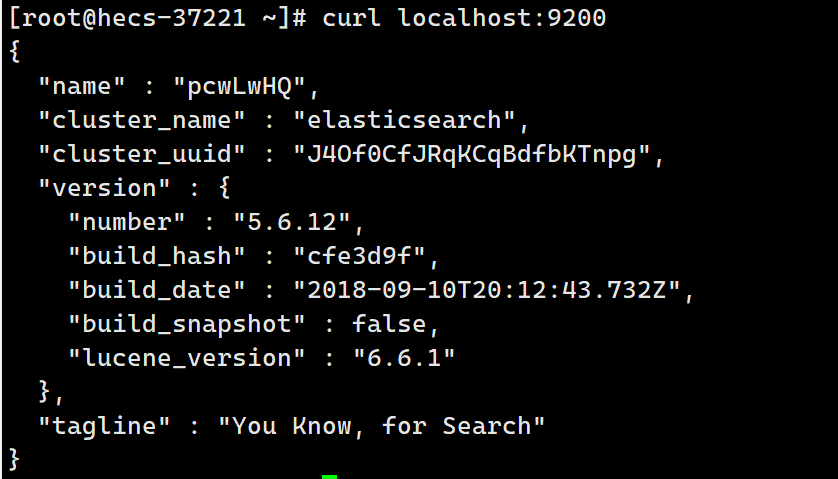 [root@hecs-37221 ~]# curl localhost:9200
{
  "name" : "pcwLwHQ",
  "cluster_name" : "elasticsearch",
  "cluster_uuid" : "J4Of0CfJRqKCqBdfbKTnpg",
  "version" : {
    "number" : "5.6.12",
    "build_hash" : "cfe3d9f",
    "build_date" : "2018-09-10T20:12:43.732Z",
    "build_snapshot" : false,
    "lucene_version" : "6.6.1"
  },
  "tagline" : "You Know, for Search"
}